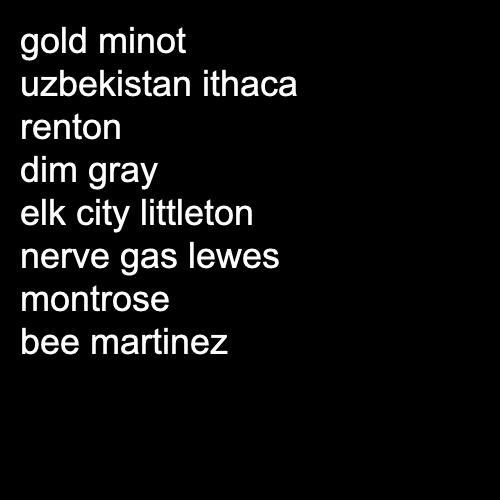 gold minot
uzbekistan ithaca
renton
dim gray
elk city littleton
nerve gas lewes
montrose
bee martinez